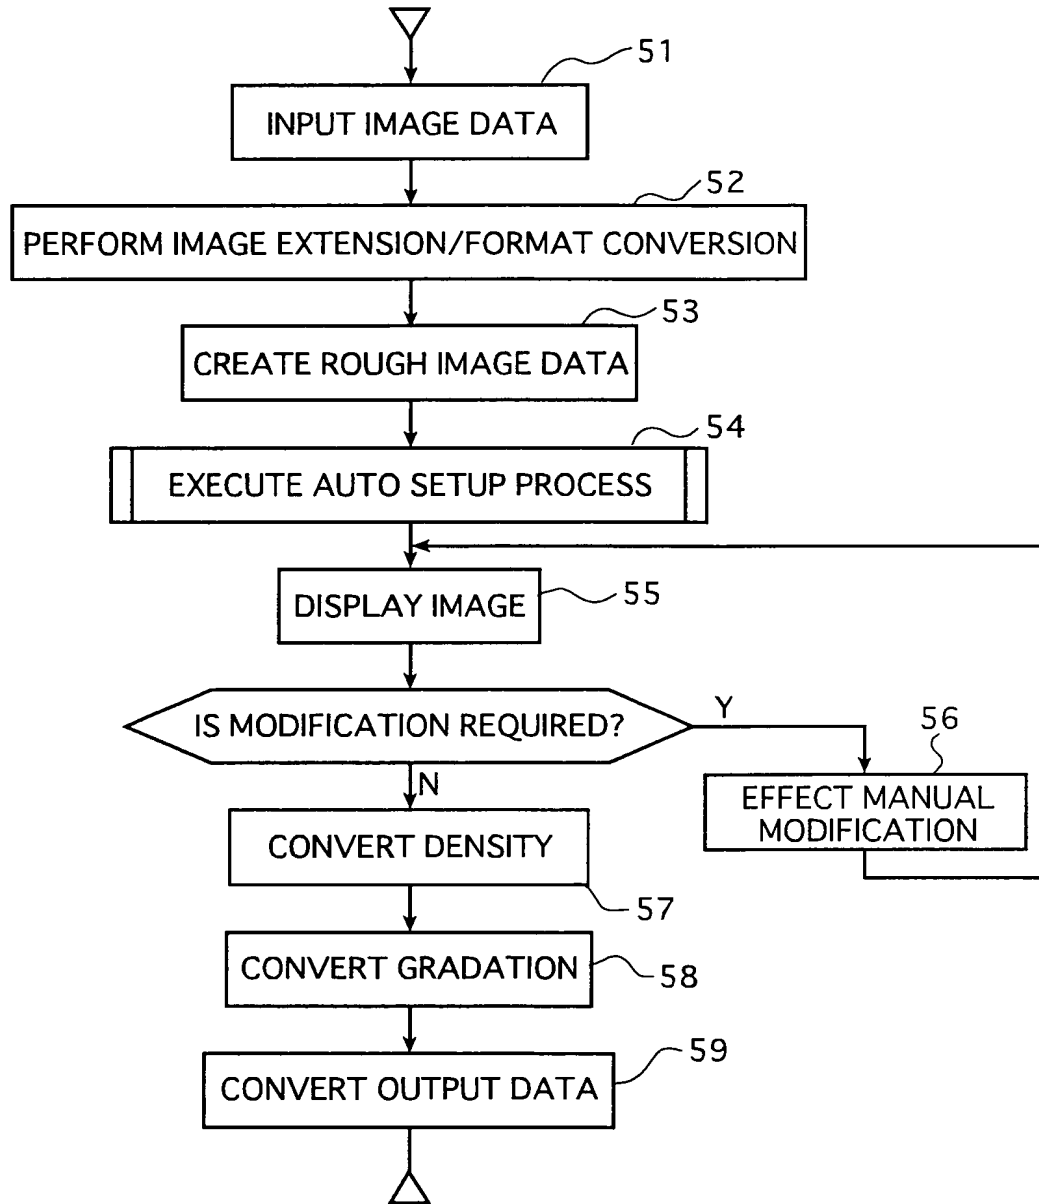 51
INPUT IMAGE DATA
52
PERFORM IMAGE EXTENSION/FORMAT CONVERSION
53
CREATE ROUGH IMAGE DATA
54
EXECUTE AUTO SETUP PROCESS
DISPLAY IMAGE
55
IS MODIFICATION REQUIRED?
Y
56
EFFECT MANUAL
MODIFICATION
N
CONVERT DENSITY
57
CONVERT GRADATION
58
CONVERT OUTPUT DATA
59